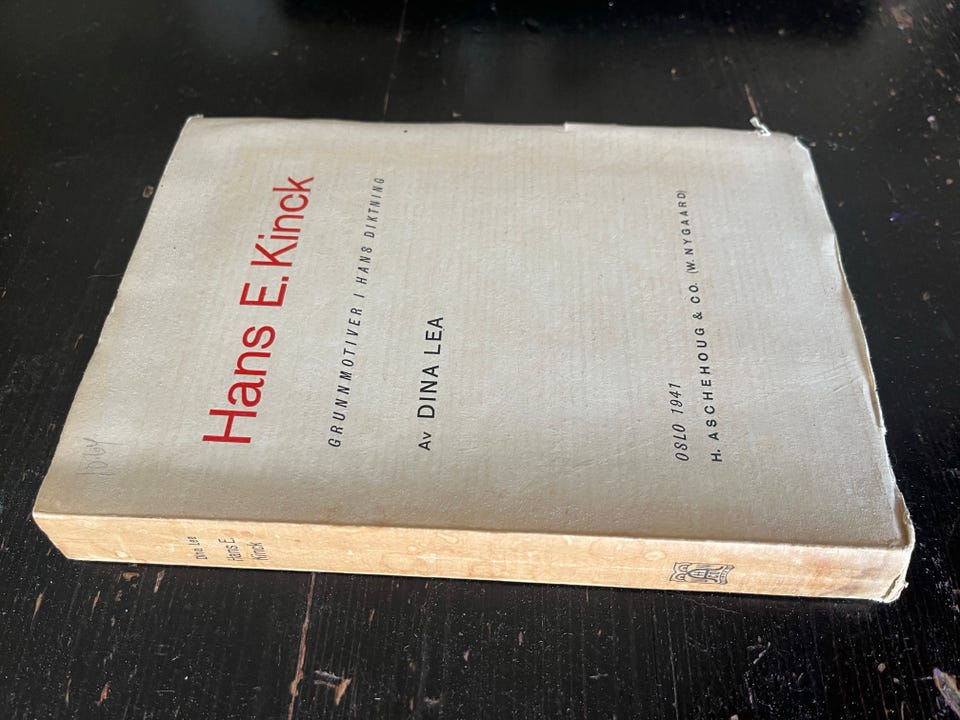 Hans E. Kinck
GRUNNMOTIVER I HANS DIKTNING
Av DINA LEA
OSLO 1941
H. ASCHEHOUG & CO. (W. NYGAARD)
Dina Lea
Hans E.
Kinck